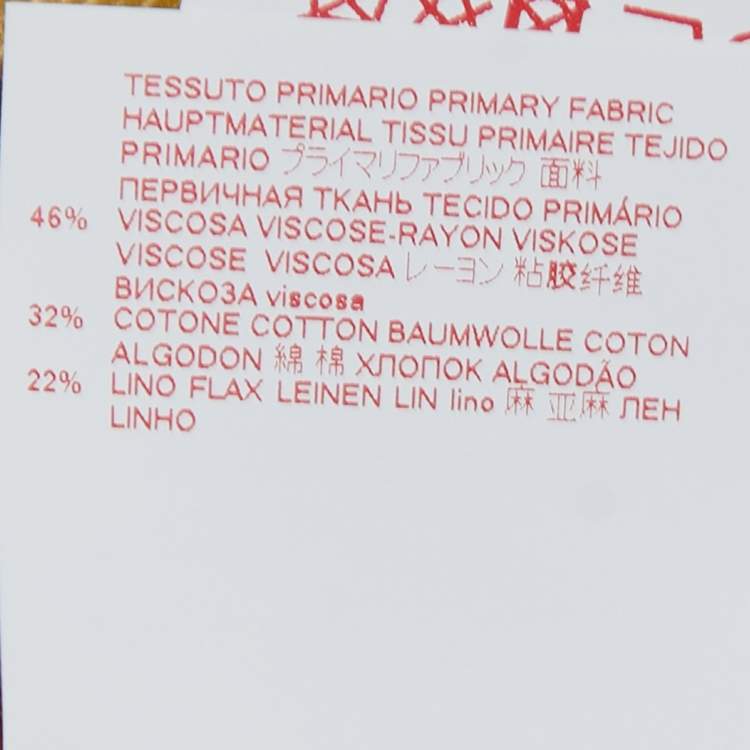 TESSUTO PRIMARIO PRIMARY FABRIC
HAUPTMATERIAL TISSU PRIMAIRE TEJIDO
PRIMARIO プライマリファブリック 面料
ПЕРВИЧНАЯ ТКАНЬ TECIDO PRIMÁRIO
46% VISCOSA VISCOSE-RAYON VISKOSE
VISCOSE VISCOSA レーヨン 粘胶纤维
ВИСКОЗА viscosa
32% COTONE COTTON BAUMWOLLE COTON
ALGODON 綿 棉 ХЛОПОК ALGODÃO
22% LINO FLAX LEINEN LIN lino 麻 亚麻 ЛЕН
LINHO